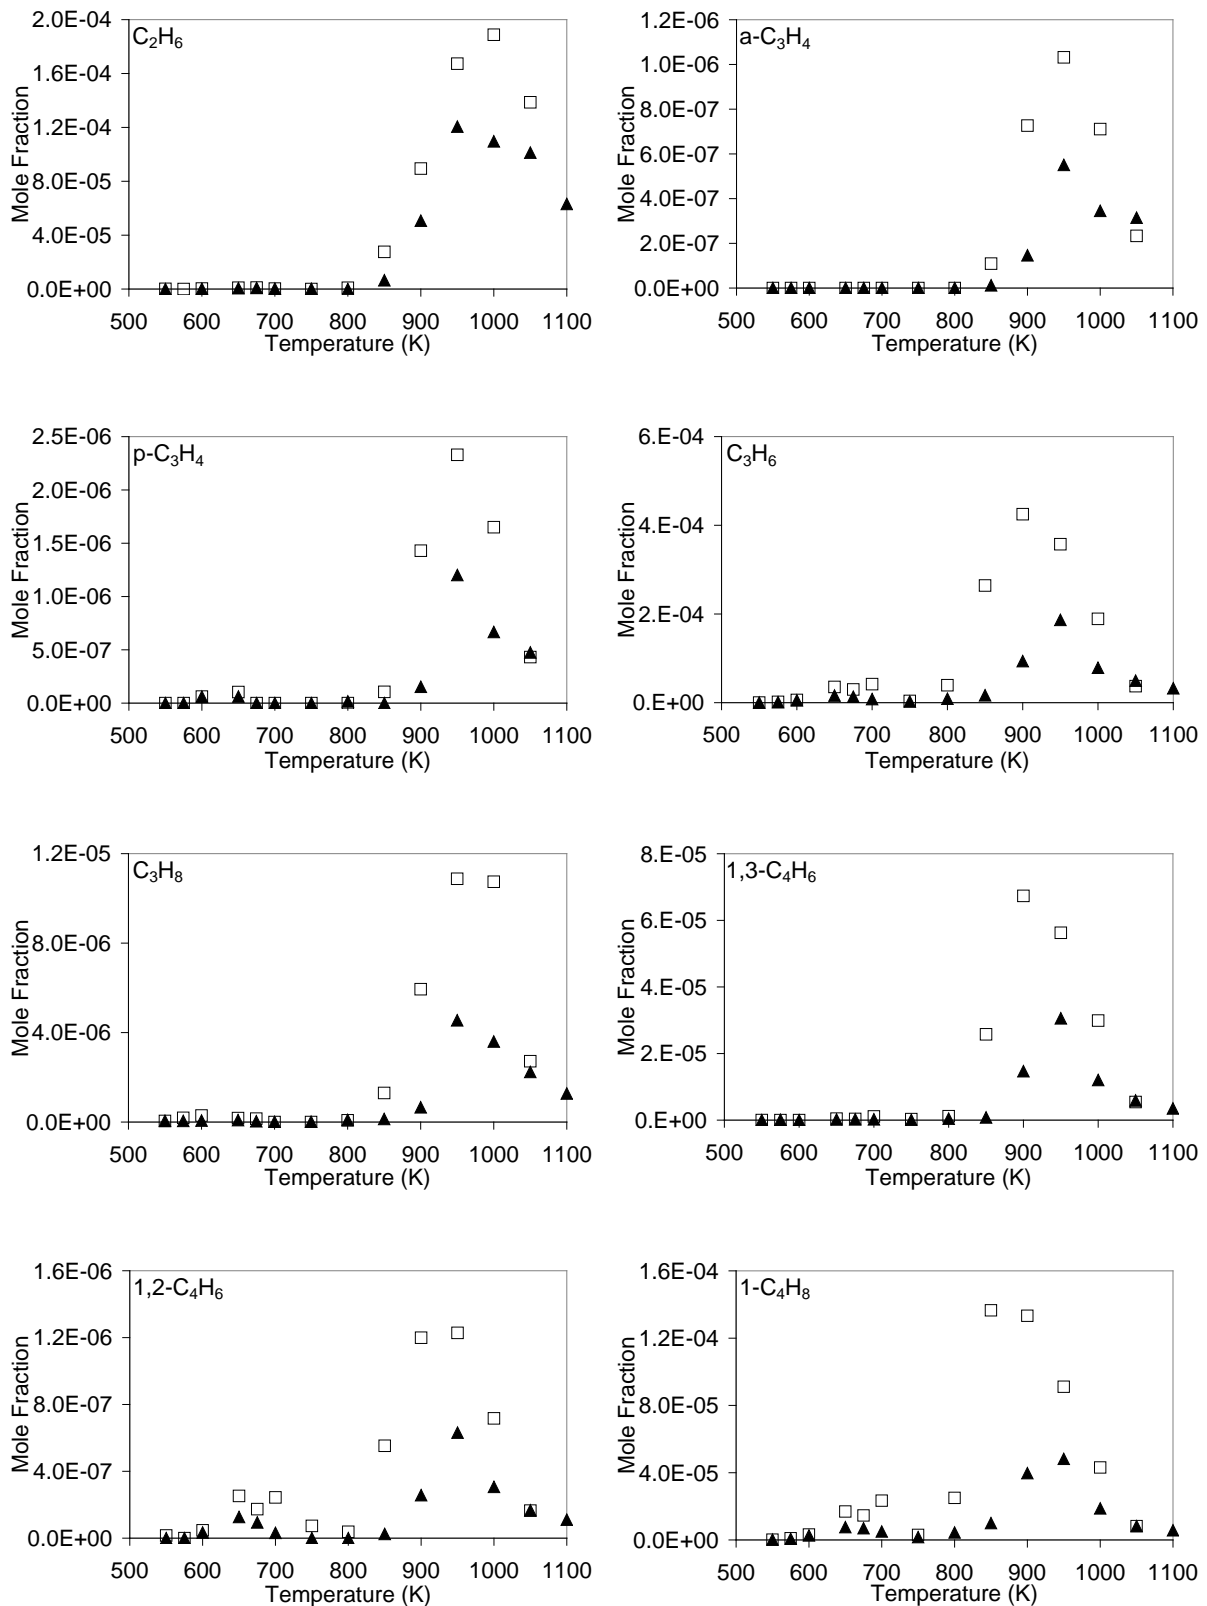 C2H6
2.0E-04
1.6E-04
1.2E-04
8.0E-05
4.0E-05
0.0E+00
Mole Fraction
500 600 700 800 900 1000 1100
Temperature (K)
a-C3H4
1.2E-06
1.0E-06
8.0E-07
6.0E-07
4.0E-07
2.0E-07
0.0E+00
Mole Fraction
500 600 700 800 900 1000 1100
Temperature (K)
p-C3H4
2.5E-06
2.0E-06
1.5E-06
1.0E-06
5.0E-07
0.0E+00
Mole Fraction
500 600 700 800 900 1000 1100
Temperature (K)
C3H6
6.E-04
4.E-04
2.E-04
0.E+00
Mole Fraction
500 600 700 800 900 1000 1100
Temperature (K)
C3H8
1.2E-05
8.0E-06
4.0E-06
0.0E+00
Mole Fraction
500 600 700 800 900 1000 1100
Temperature (K)
1,3-C4H6
8.E-05
6.E-05
4.E-05
2.E-05
0.E+00
Mole Fraction
500 600 700 800 900 1000 1100
Temperature (K)
1,2-C4H6
1.6E-06
1.2E-06
8.0E-07
4.0E-07
0.0E+00
Mole Fraction
500 600 700 800 900 1000 1100
Temperature (K)
1-C4H8
1.6E-04
1.2E-04
8.0E-05
4.0E-05
0.0E+00
Mole Fraction
500 600 700 800 900 1000 1100
Temperature (K)